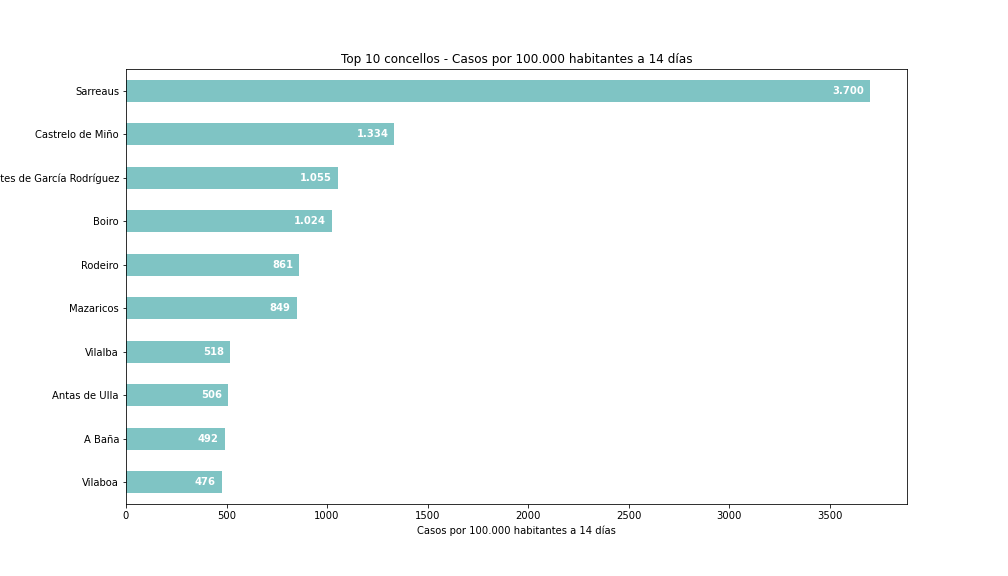 Top 10 concellos - Casos por 100.000 habitantes a 14 días
Sarreaus 3.700
Castrelo de Miño 1.334
tes de García Rodríguez 1.055
Boiro 1.024
Rodeiro 861
Mazaricos 849
Vilalba 518
Antas de Ulla 506
A Baña 492
Vilaboa 476
0 500 1000 1500 2000 2500 3000 3500
Casos por 100.000 habitantes a 14 días